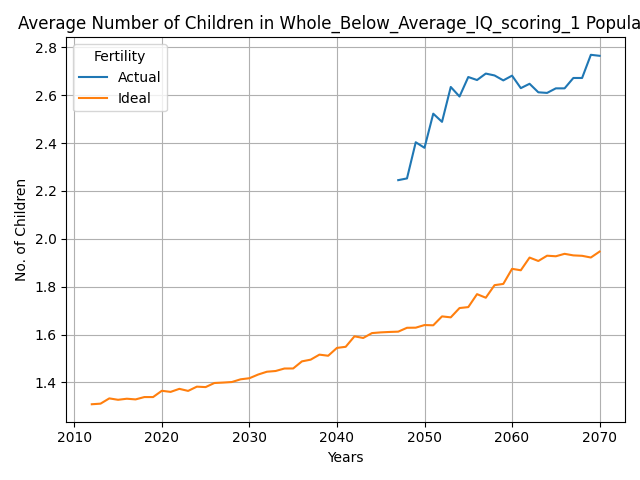 Average Number of Children in Whole_Below_Average_IQ_scoring_1 Popula
Fertility
Actual
Ideal
No. of Children
2.8
2.6
2.4
2.2
2.0
1.8
1.6
1.4
2010 2020 2030 2040 2050 2060 2070
Years